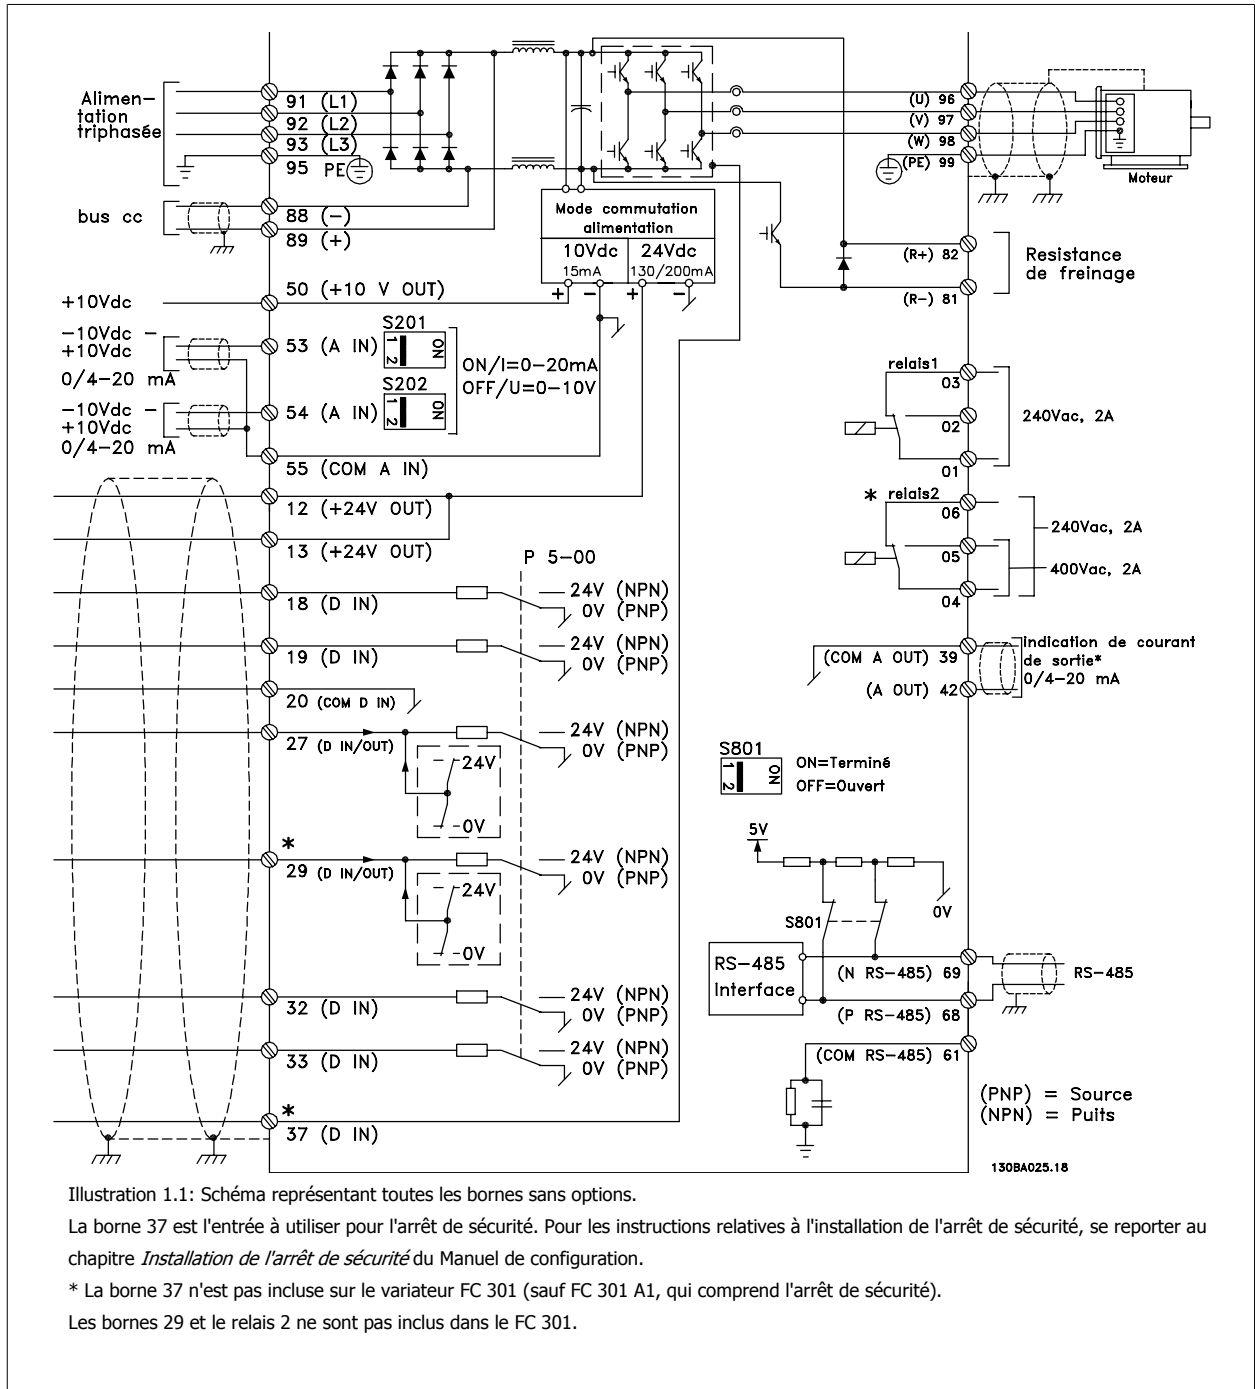 Alimen-
tation
triphasée
91 (L1)
92 (L2)
93 (L3)
95 PE
bus cc
88 (−)
89 (+)
+10Vdc
50 (+10 V OUT)
−10Vdc −
+10Vdc
0/4−20 mA
53 (A IN)
S201
1 2
ON
−10Vdc −
+10Vdc
0/4−20 mA
54 (A IN)
S202
1 2
ON
ON/I=0−20mA
OFF/U=0−10V
55 (COM A IN)
12 (+24V OUT)
13 (+24V OUT)
Mode commutation
alimentation
10Vdc
15mA
24Vdc
130/200mA
+ − + −
P 5−00
18 (D IN)
24V (NPN)
0V (PNP)
19 (D IN)
24V (NPN)
0V (PNP)
20 (COM D IN)
27 (D IN/OUT)
24V (NPN)
0V (PNP)
24V
0V
*
29 (D IN/OUT)
24V (NPN)
0V (PNP)
24V
0V
32 (D IN)
24V (NPN)
0V (PNP)
33 (D IN)
24V (NPN)
0V (PNP)
*
37 (D IN)
(U) 96
(V) 97
(W) 98
(PE) 99
Moteur
(R+) 82
(R−) 81
Resistance
de freinage
relais1
03
02
01
240Vac, 2A
* relais2
06
05
04
240Vac, 2A
400Vac, 2A
(COM A OUT) 39
(A OUT) 42
indication de courant
de sortie*
0/4−20 mA
S801
1 2
ON
ON=Terminé
OFF=Ouvert
5V
0V
S801
RS−485
Interface
(N RS−485) 69
(P RS−485) 68
(COM RS−485) 61
RS−485
(PNP) = Source
(NPN) = Puits
130BA025.18
Illustration 1.1: Schéma représentant toutes les bornes sans options.
La borne 37 est l'entrée à utiliser pour l'arrêt de sécurité. Pour les instructions relatives à l'installation de l'arrêt de sécurité, se reporter au
chapitre Installation de l'arrêt de sécurité du Manuel de configuration.
* La borne 37 n'est pas incluse sur le variateur FC 301 (sauf FC 301 A1, qui comprend l'arrêt de sécurité).
Les bornes 29 et le relais 2 ne sont pas inclus dans le FC 301.